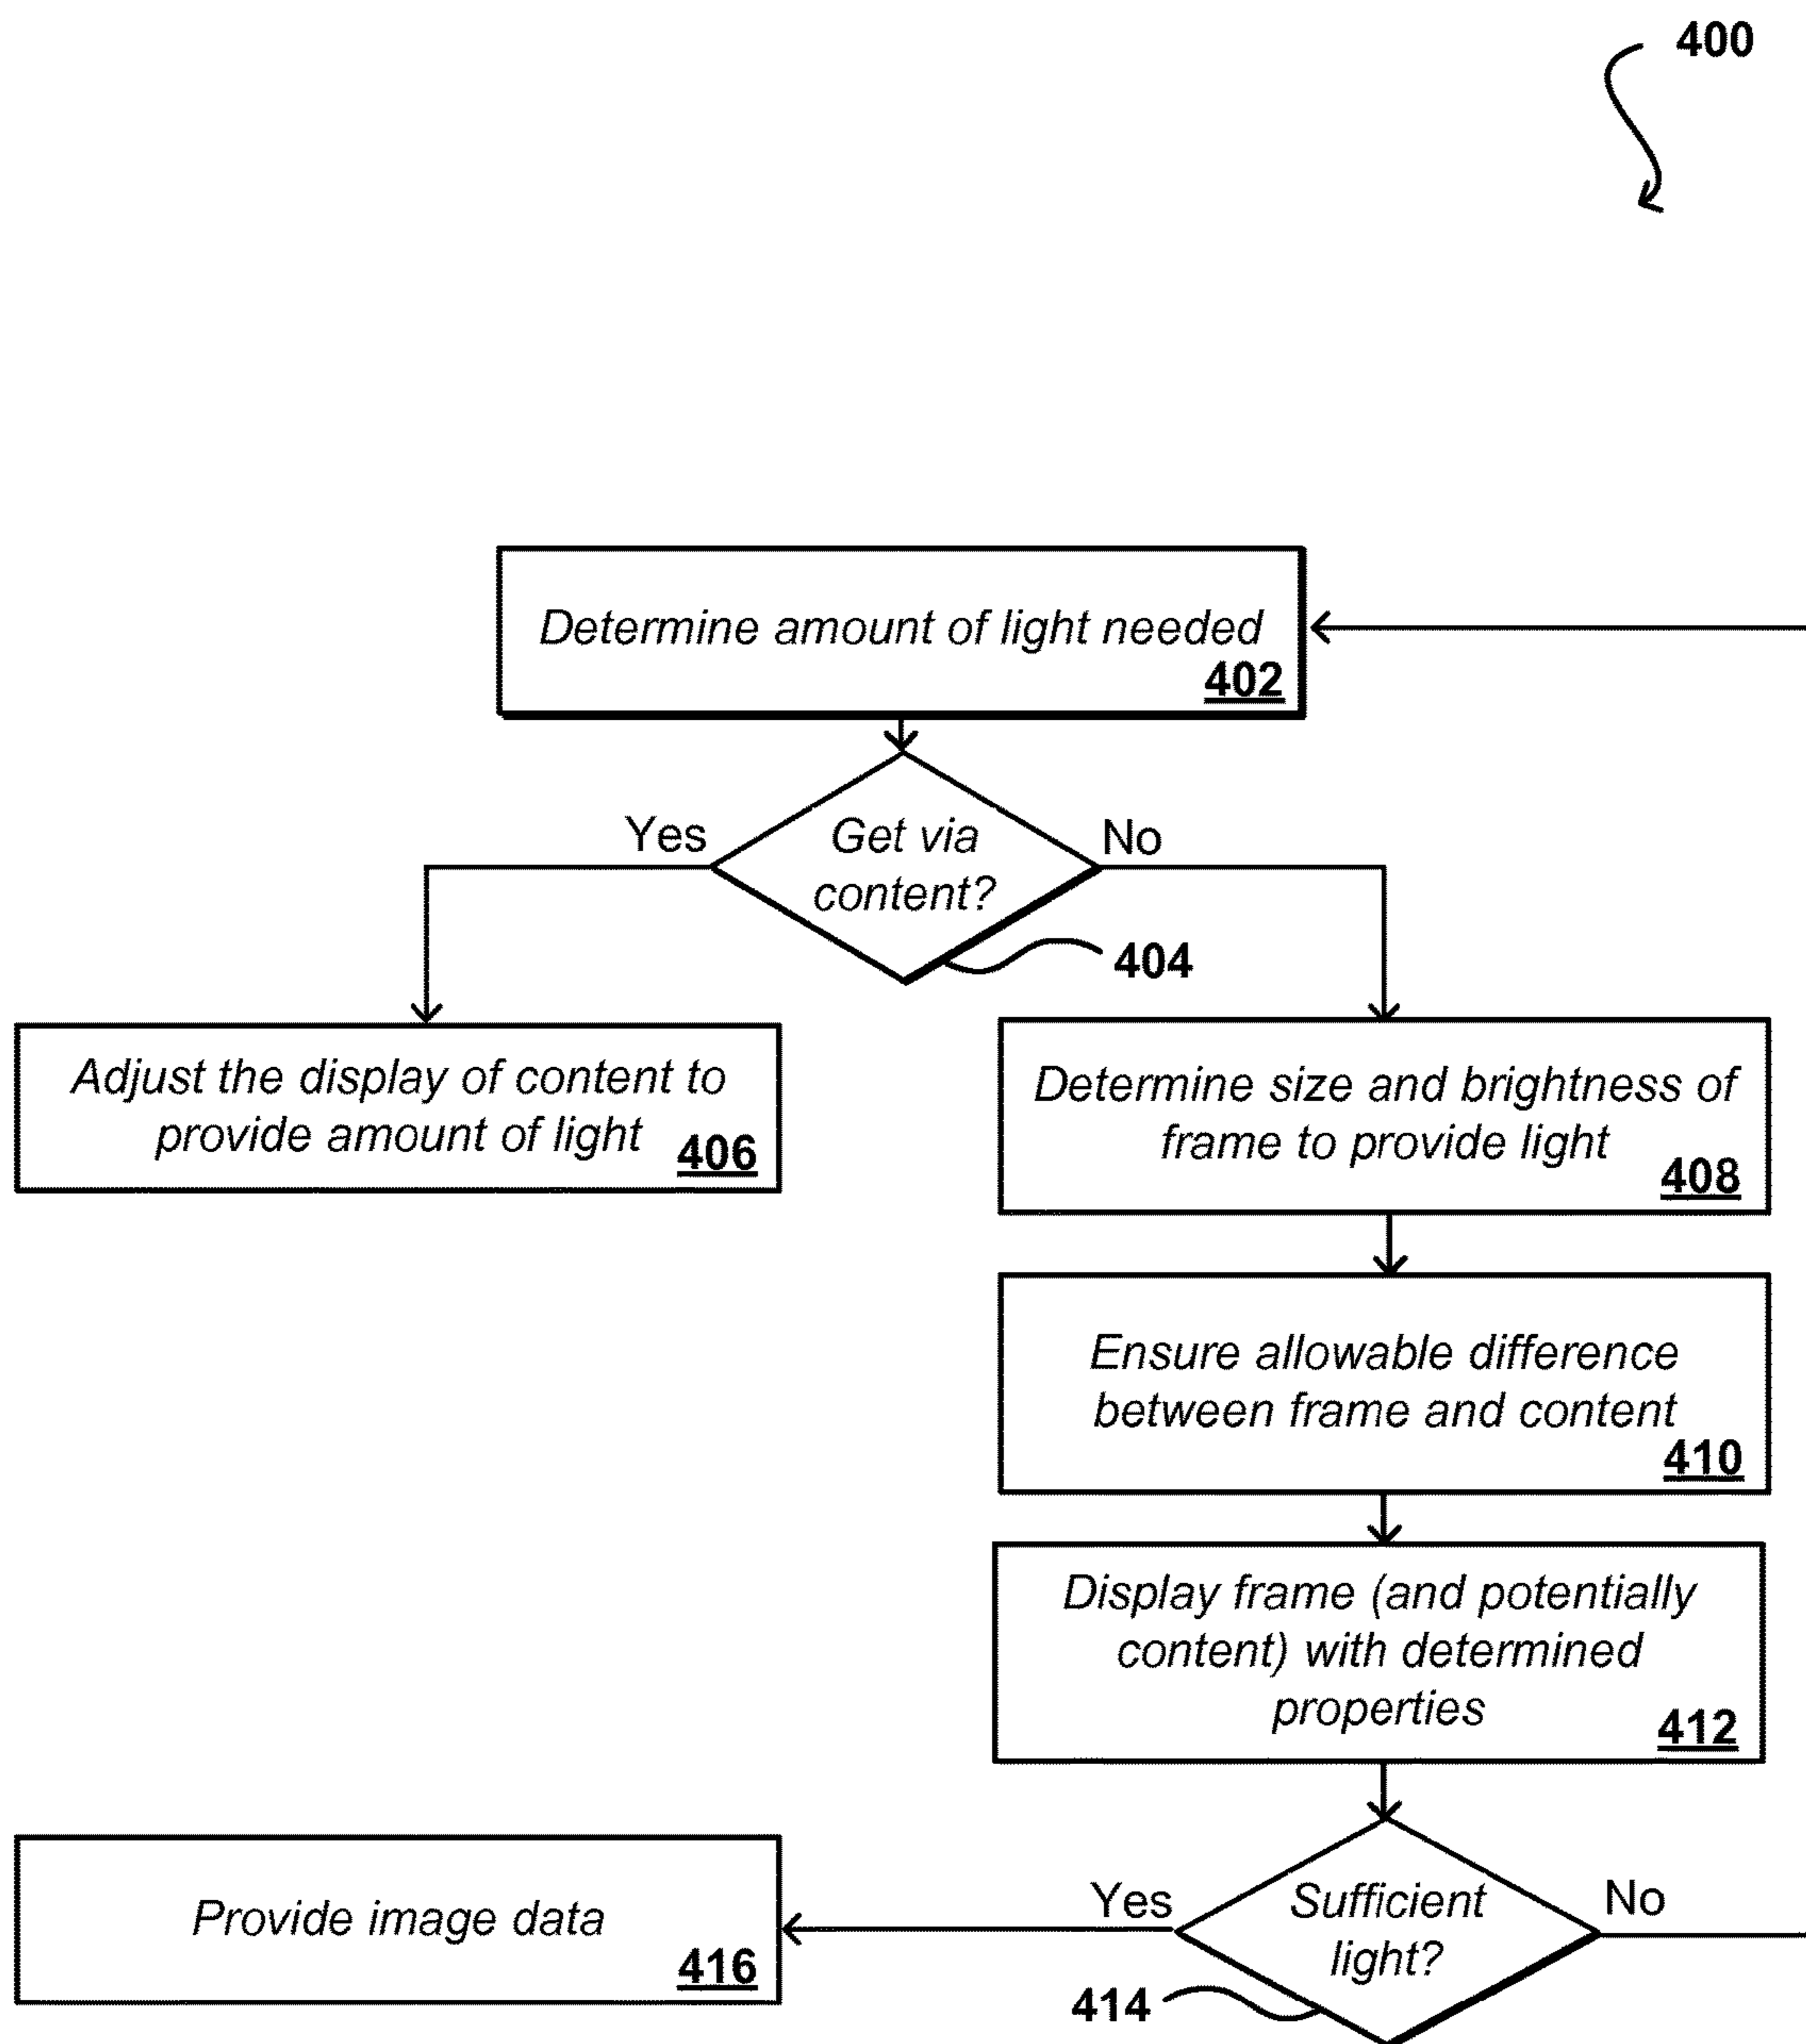 400
Determine amount of light needed
402
Yes
Get via
content?
No
404
Adjust the display of content to
provide amount of light
406
Determine size and brightness of
frame to provide light
408
Ensure allowable difference
between frame and content
410
Display frame (and potentially
content) with determined
properties
412
Provide image data
416
Yes
Sufficient
light?
No
414